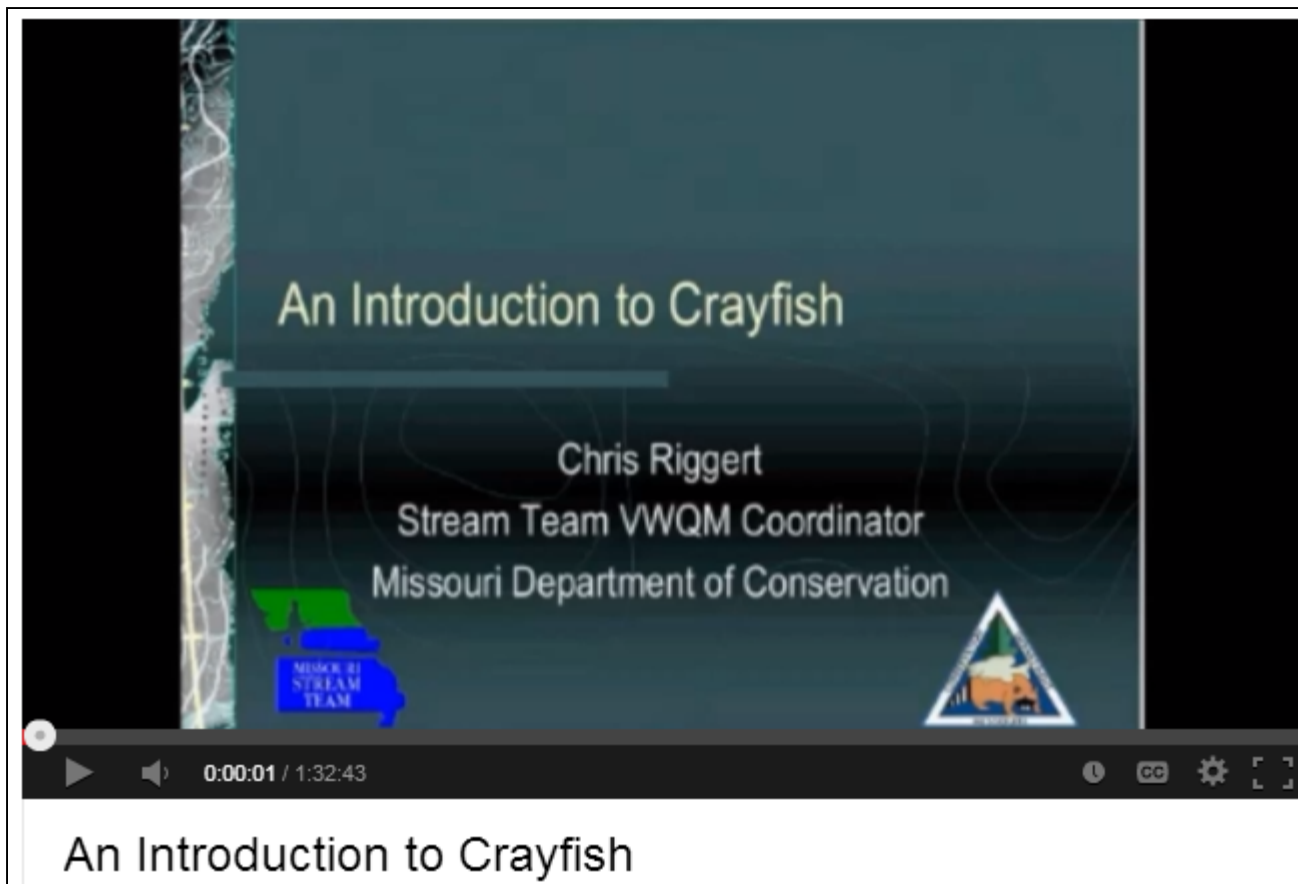 An Introduction to Crayfish
Chris Riggert
Stream Team VWQM Coordinator
Missouri Department of Conservation
MISSOURI
STREAM
TEAM
0:00:01 / 1:32:43
CC
An Introduction to Crayfish